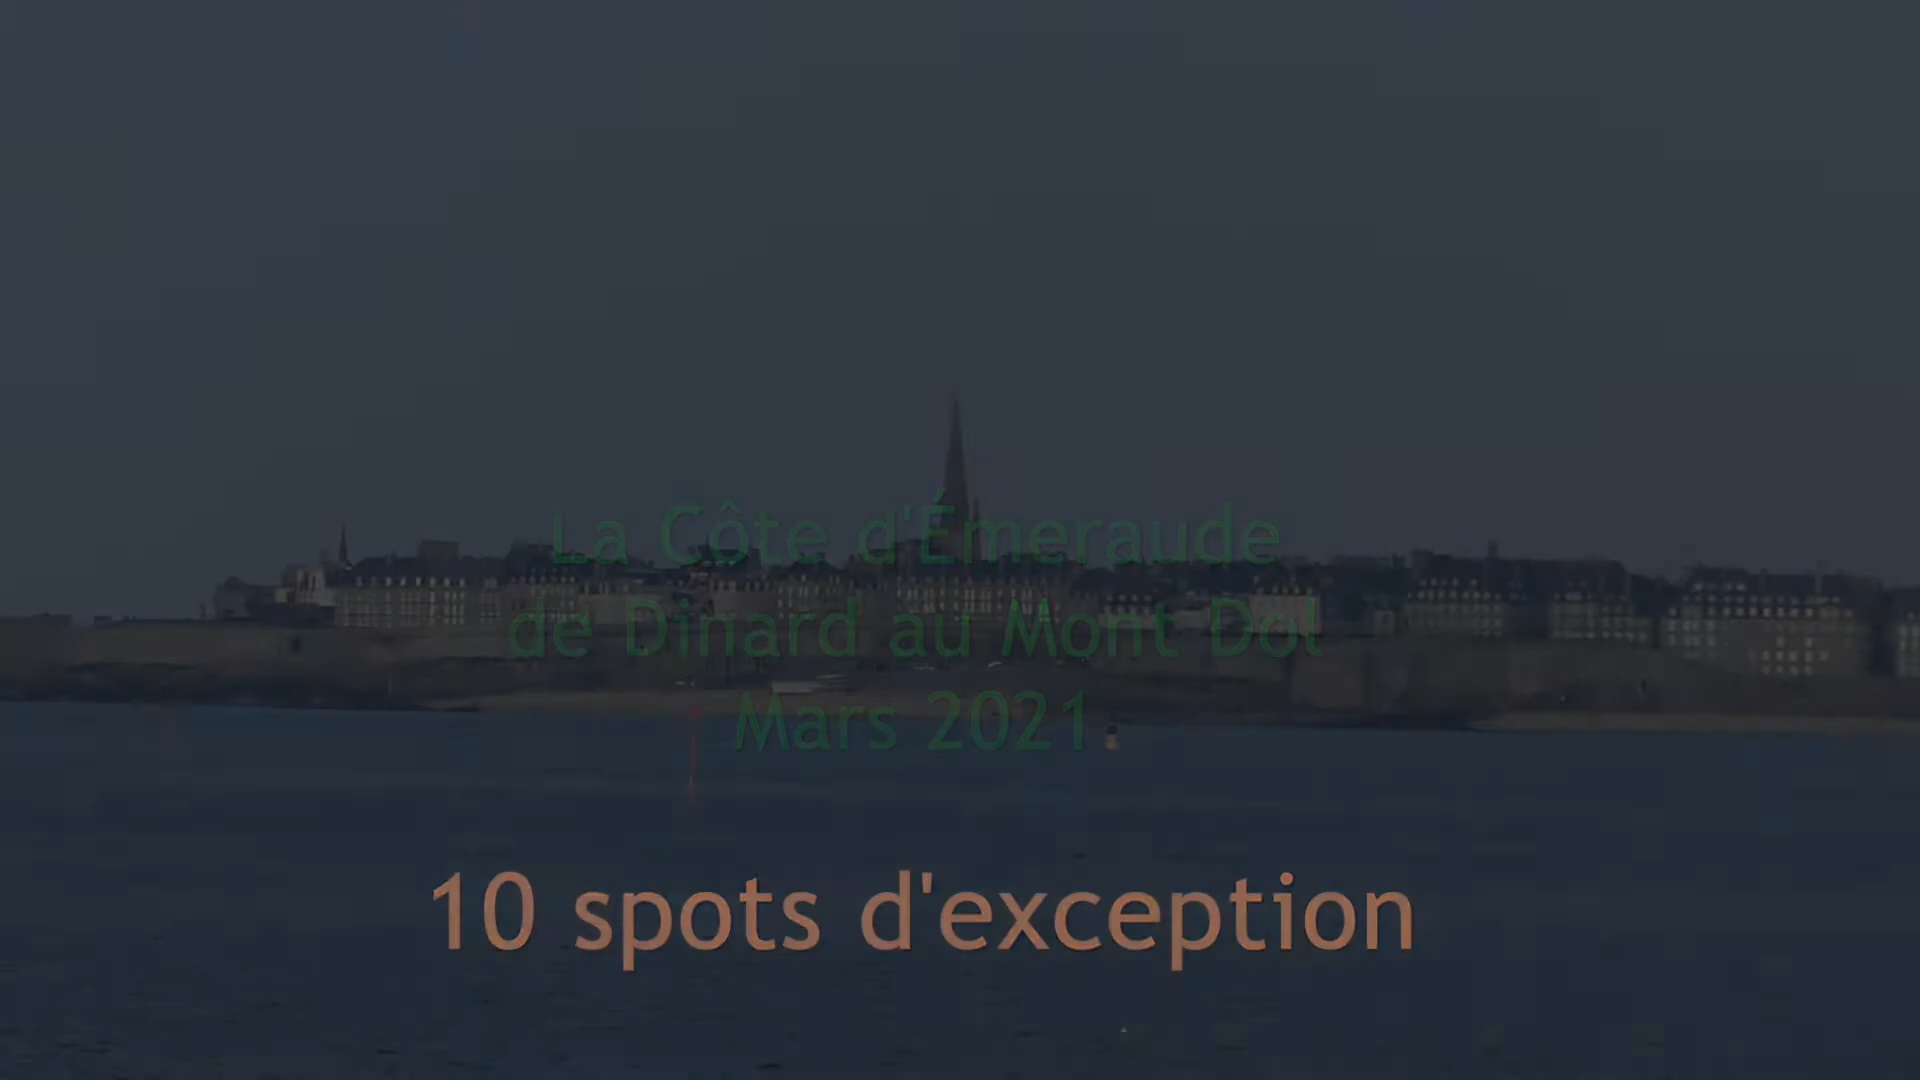 La Côte d'Émeraude
de Dinard au Mont Dol
Mars 2021
10 spots d'exception